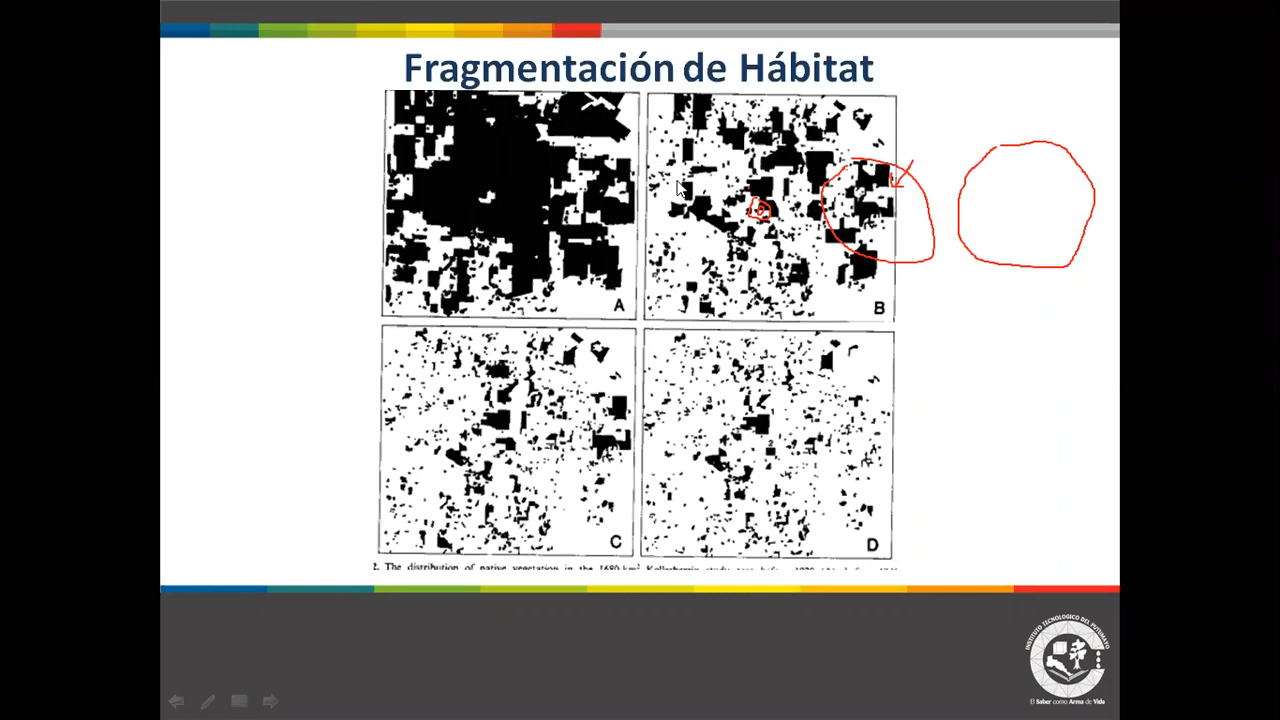 Fragmentación de Hábitat
A
B
C
D
2. The distribution of native vegetation in the 1680-km² Kellerberrin study area
INSTITUTO TECNOLOGICO DEL PUTUMAYO
El Saber como Arma de Vida